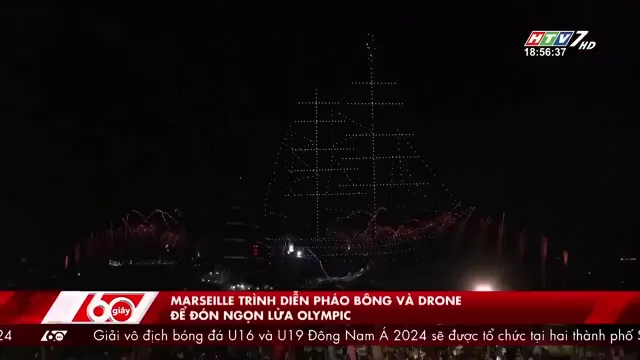 HTV7 HD
18:56:37
60 giây
MARSEILLE TRÌNH DIỄN PHÁO BÔNG VÀ DRONE
ĐỂ ĐÓN NGỌN LỬA OLYMPIC
24 60 Giải vô địch bóng đá U16 và U19 Đông Nam Á 2024 sẽ được tổ chức tại hai thành phố S